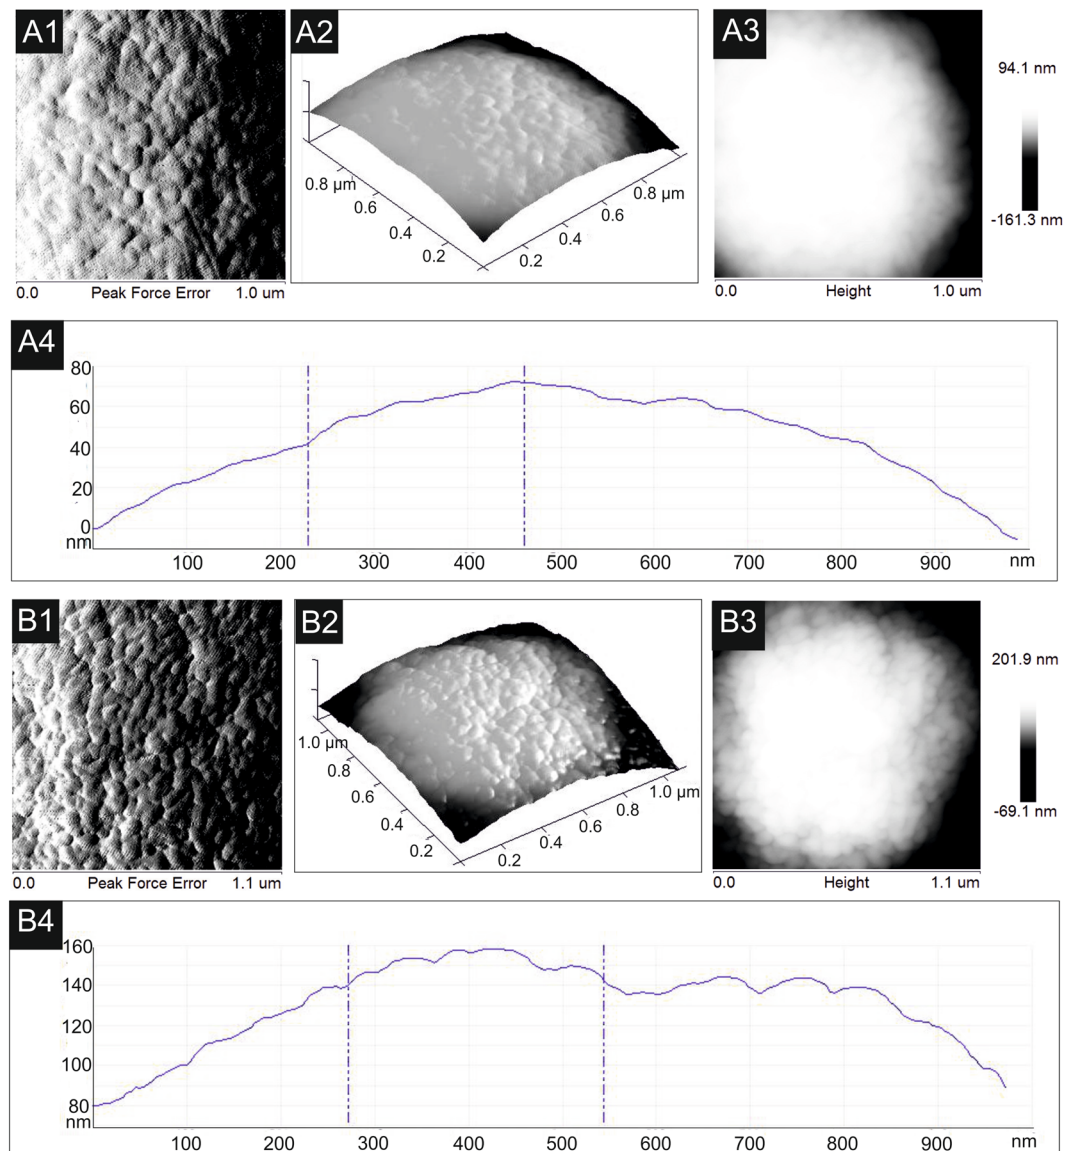 A1
A2
A3
94.1 nm
-161.3 nm
0.8 µm
0.6
0.4
0.2
0.2
0.4
0.6
0.8 µm
0.0 Peak Force Error 1.0 um
0.0 Height 1.0 um
A4
80
60
40
20
0
nm
100 200 300 400 500 600 700 800 900 nm
B1
B2
B3
201.9 nm
-69.1 nm
1.0 µm
0.8
0.6
0.4
0.2
0.2
0.4
0.6
0.8
1.0 µm
0.0 Peak Force Error 1.1 um
0.0 Height 1.1 um
B4
160
140
120
100
80
nm
100 200 300 400 500 600 700 800 900 nm